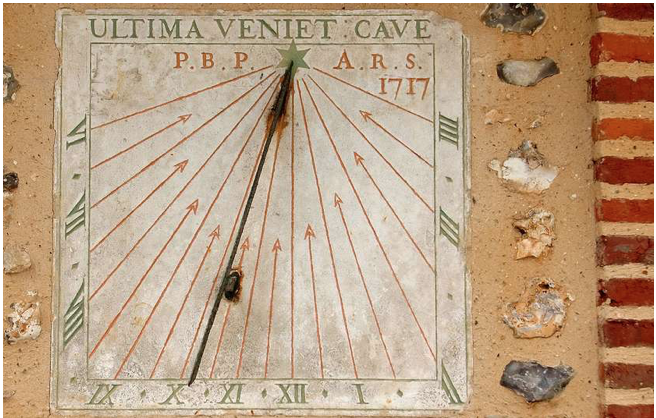 ULTIMA VENIET CAVE
P.B.P. A.R.S.
1717
VI IIII
VII III
VIII
IX X XI XII I II